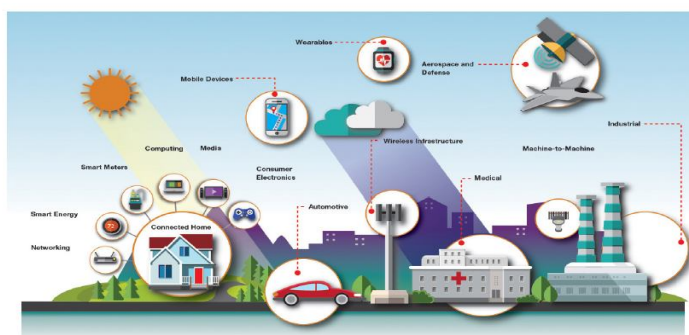 Wearables
Aerospace and
Defense
Mobile Devices
Industrial
Computing
Media
Wireless Infrastructure
Machine-to-Machine
Smart Meters
Consumer
Electronics
Medical
Smart Energy
Automotive
Connected Home
Networking